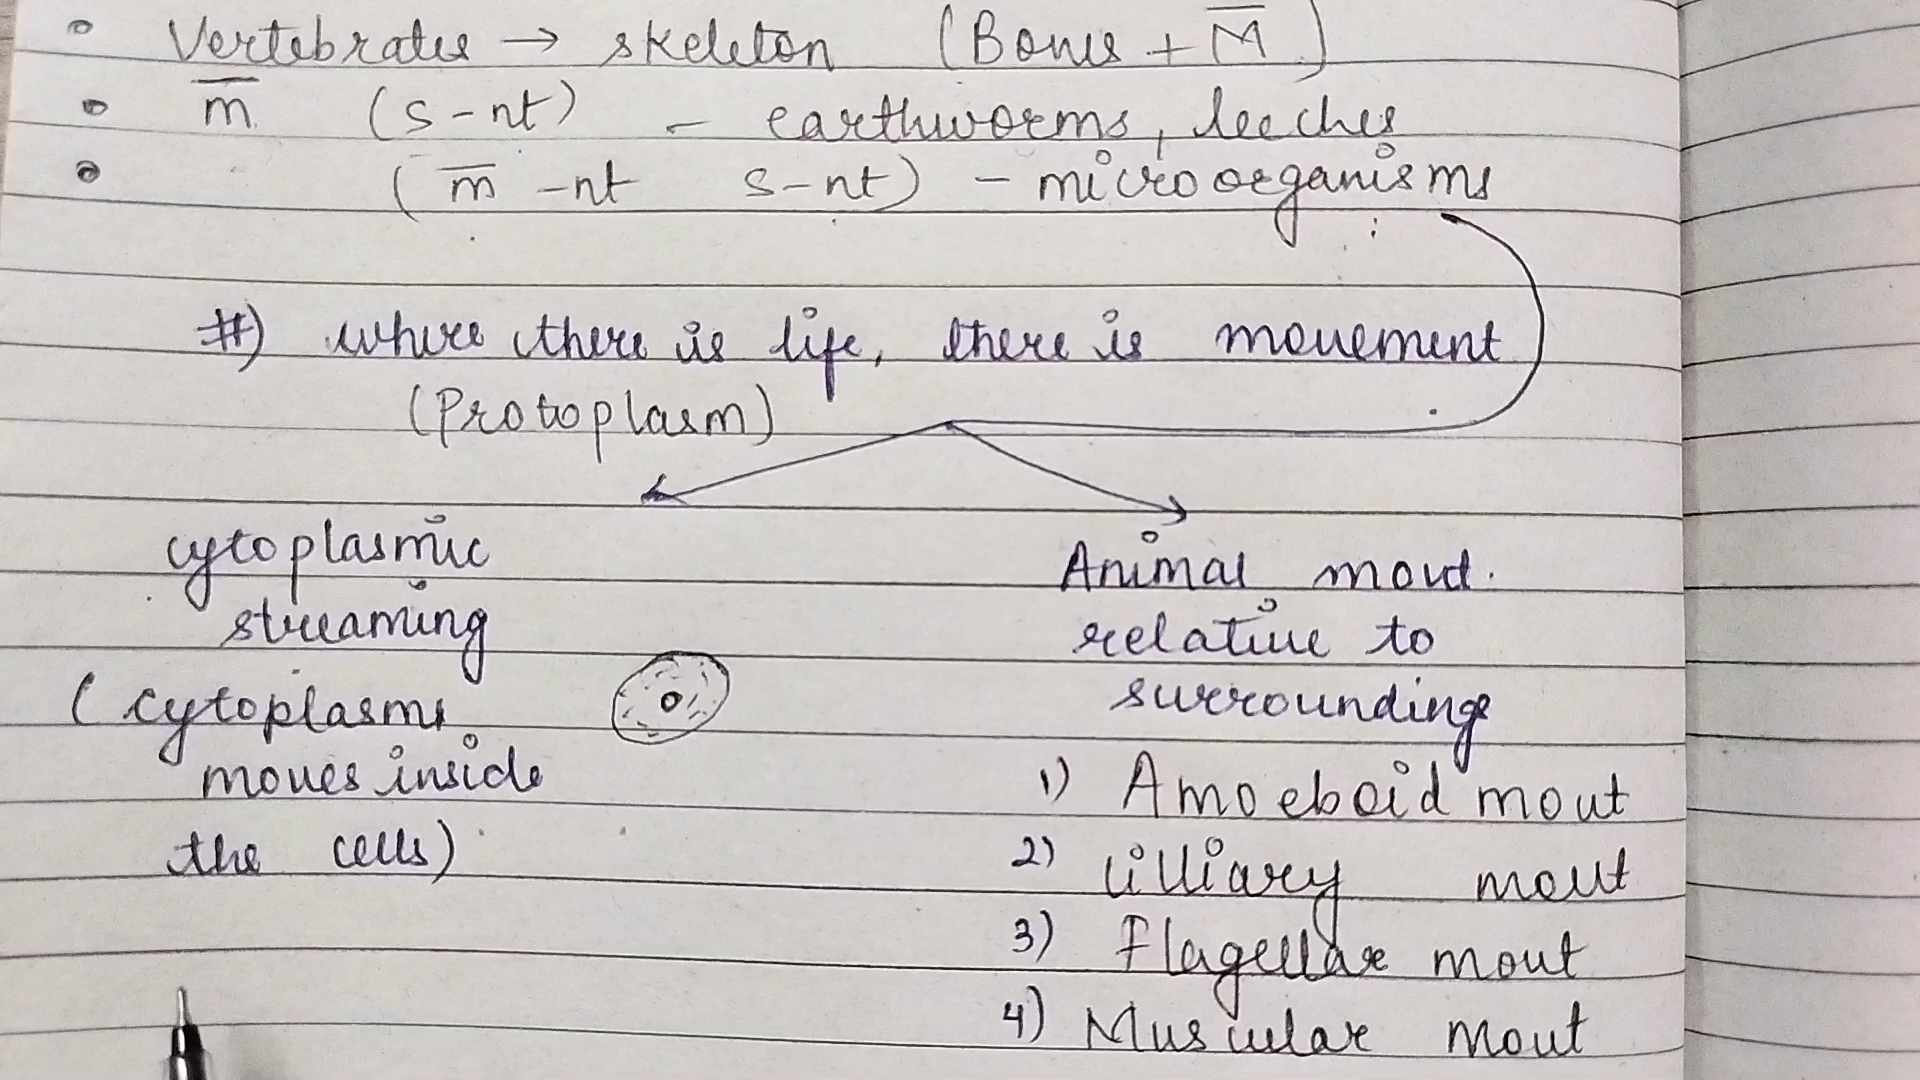 Vertebrates → skeleton (Bones + M̅)
m̅ (s-nt) - earthworms, leeches
(m̅ -nt s-nt) - microorganisms
#) where there is life, there is movement
(Protoplasm)
cytoplasmic
streaming
(cytoplasm
moves inside
the cells)
Animal movt.
relative to
surroundings
1) Amoeboid movt
2) Cilliary movt
3) Flagellar movt
4) Muscular movt